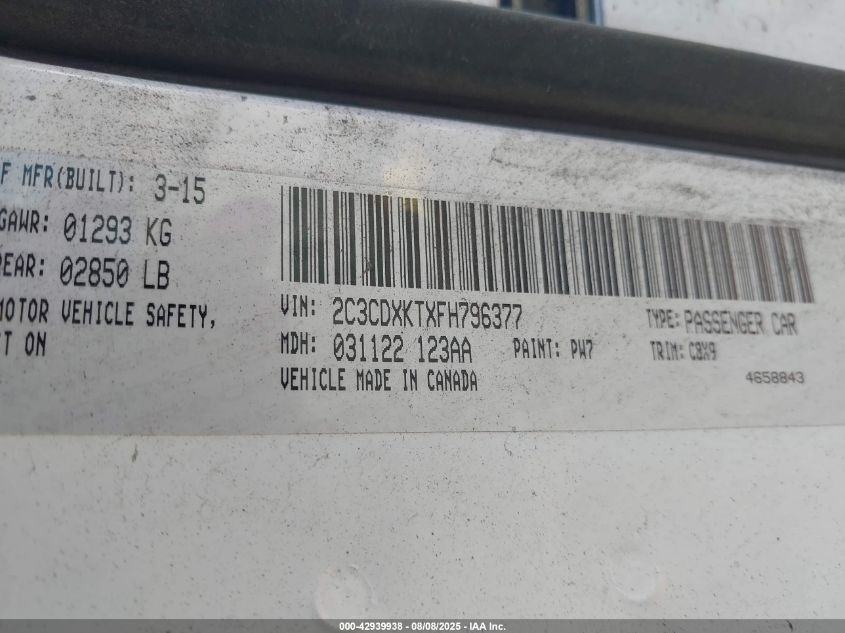 F MFR(BUILT): 3-15
GAWR: 01293 KG
REAR: 02850 LB
MOTOR VEHICLE SAFETY,
T ON
VIN: 2C3CDXKTXFH796377 TYPE: PASSENGER CAR
MDH: 031122 123AA PAINT: PW7 TRIM: C8X9
VEHICLE MADE IN CANADA 4658843
000-42939938 - 08/08/2025 - IAA Inc.